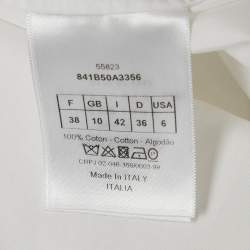 55823
841B50A3356
F GB I D USA
38 10 42 36 6
100% Coton - Cotton - Algodão
Made In ITALY
ITALIA